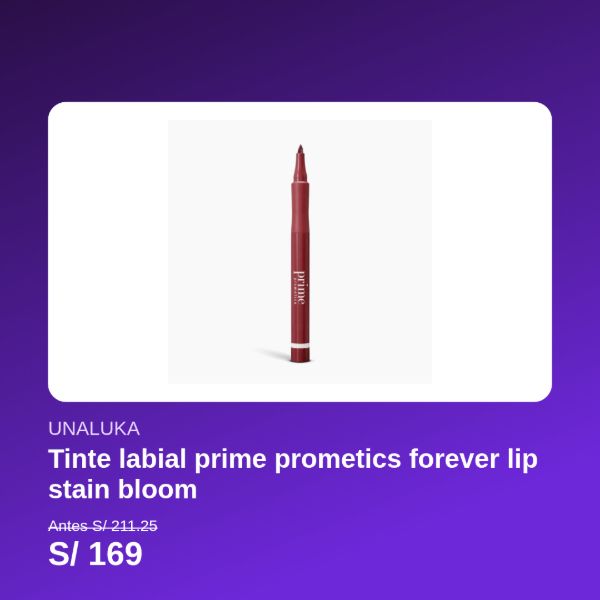 prime
UNALUKA
Tinte labial prime prometics forever lip
stain bloom
Antes S/ 211.25
S/ 169